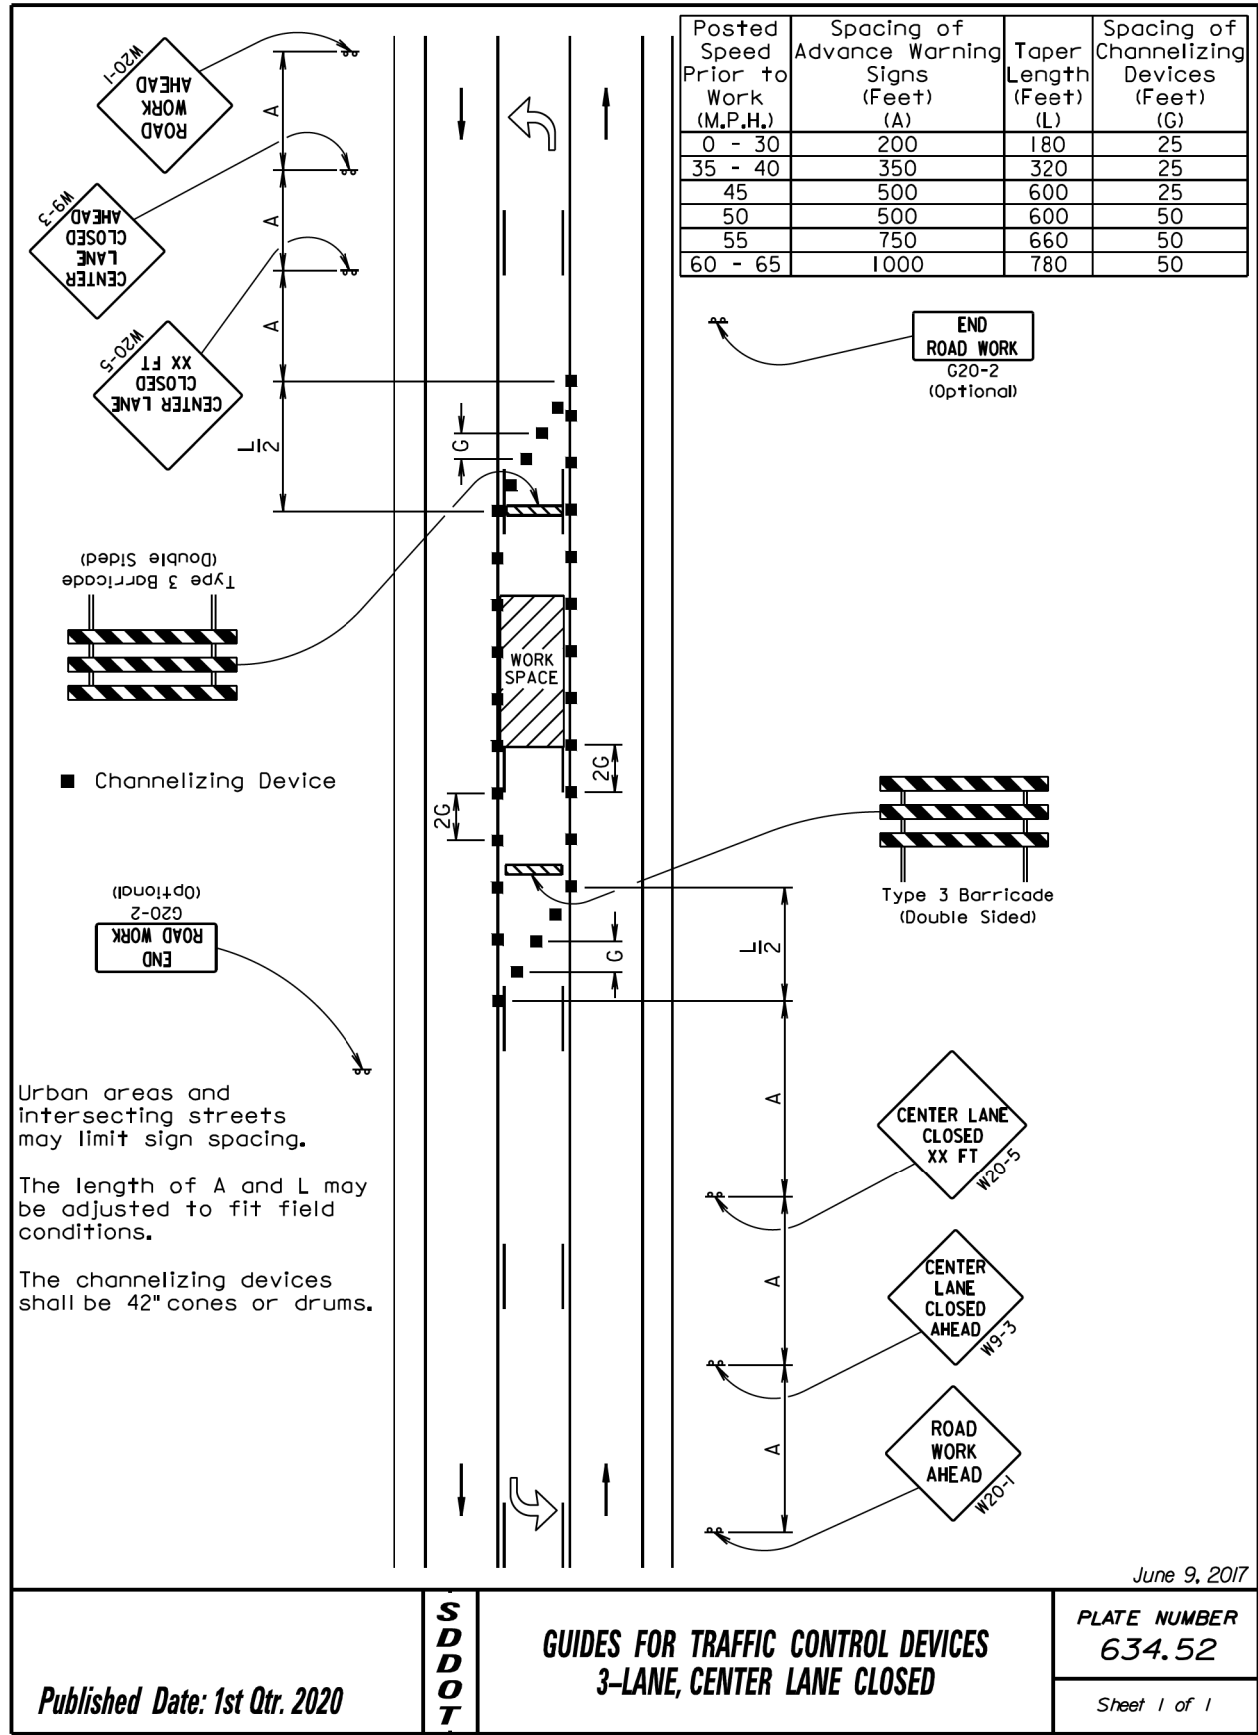 Posted
Speed
Prior to
Work
(M.P.H.)
Spacing of
Advance Warning
Signs
(Feet)
(A)
Taper
Length
(Feet)
(L)
Spacing of
Channelizing
Devices
(Feet)
(G)
0 - 30 200 180 25
35 - 40 350 320 25
45 500 600 25
50 500 600 50
55 750 660 50
60 - 65 1000 780 50
ROAD
WORK
AHEAD
W20-1
A
CENTER
LANE
CLOSED
AHEAD
W9-3
A
CENTER LANE
CLOSED
XX FT
W20-5
A
L
2
G
END
ROAD WORK
G20-2
(Optional)
Type 3 Barricade
(Double Sided)
WORK
SPACE
■ Channelizing Device
2G
2G
Type 3 Barricade
(Double Sided)
END
ROAD WORK
G20-2
(Optional)
L
2
G
A
CENTER LANE
CLOSED
XX FT
W20-5
A
CENTER
LANE
CLOSED
AHEAD
W9-3
A
ROAD
WORK
AHEAD
W20-1
Urban areas and
intersecting streets
may limit sign spacing.
The length of A and L may
be adjusted to fit field
conditions.
The channelizing devices
shall be 42" cones or drums.
June 9, 2017
Published Date: 1st Qtr. 2020
S
D
D
O
T
GUIDES FOR TRAFFIC CONTROL DEVICES
3-LANE, CENTER LANE CLOSED
PLATE NUMBER
634.52
Sheet 1 of 1